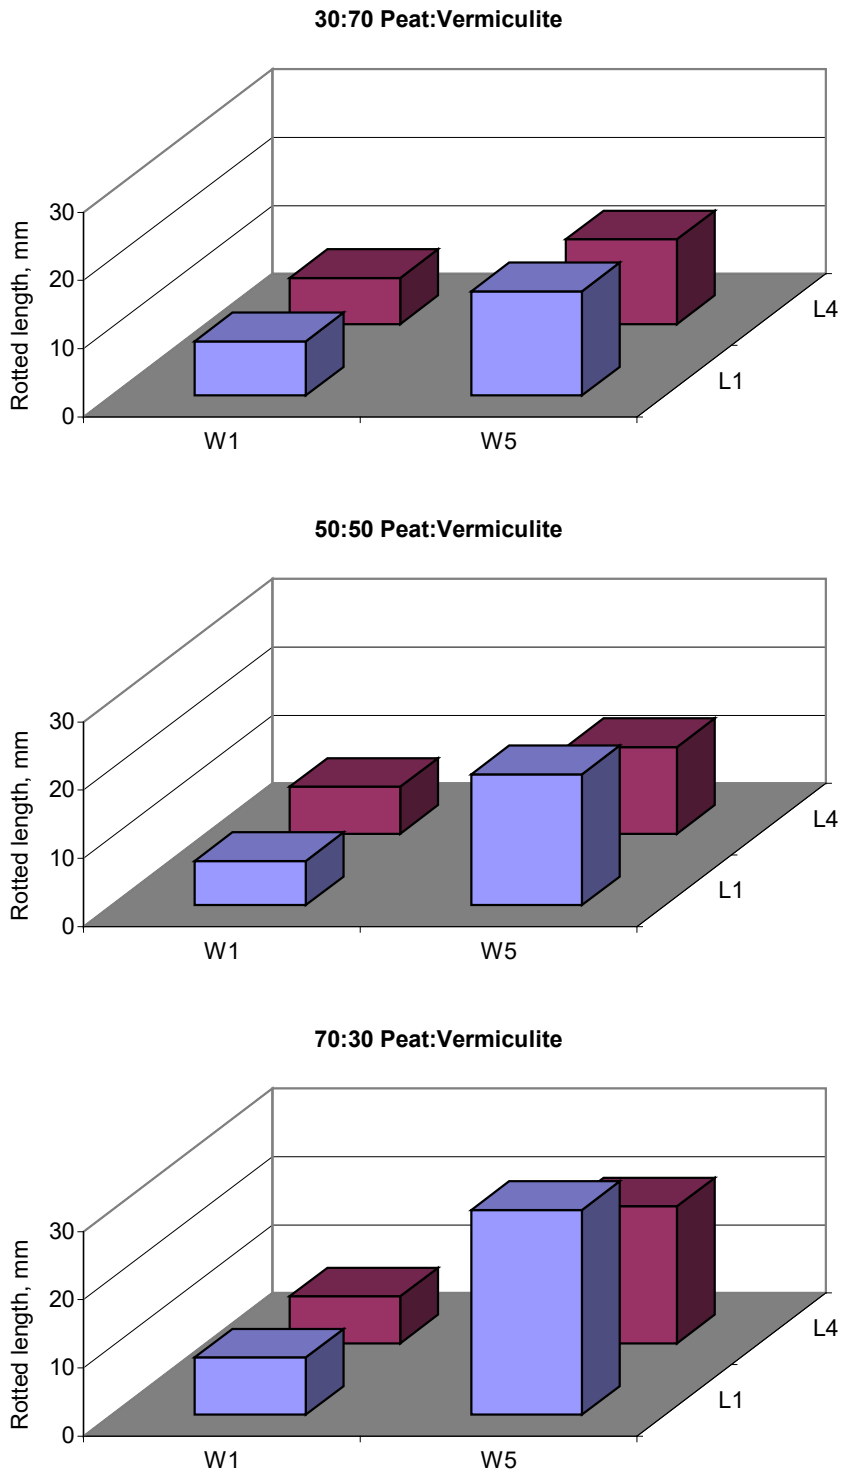 30:70 Peat:Vermiculite
Rotted length, mm
30
20
10
0
W1
W5
L1
L4
50:50 Peat:Vermiculite
Rotted length, mm
30
20
10
0
W1
W5
L1
L4
70:30 Peat:Vermiculite
Rotted length, mm
30
20
10
0
W1
W5
L1
L4